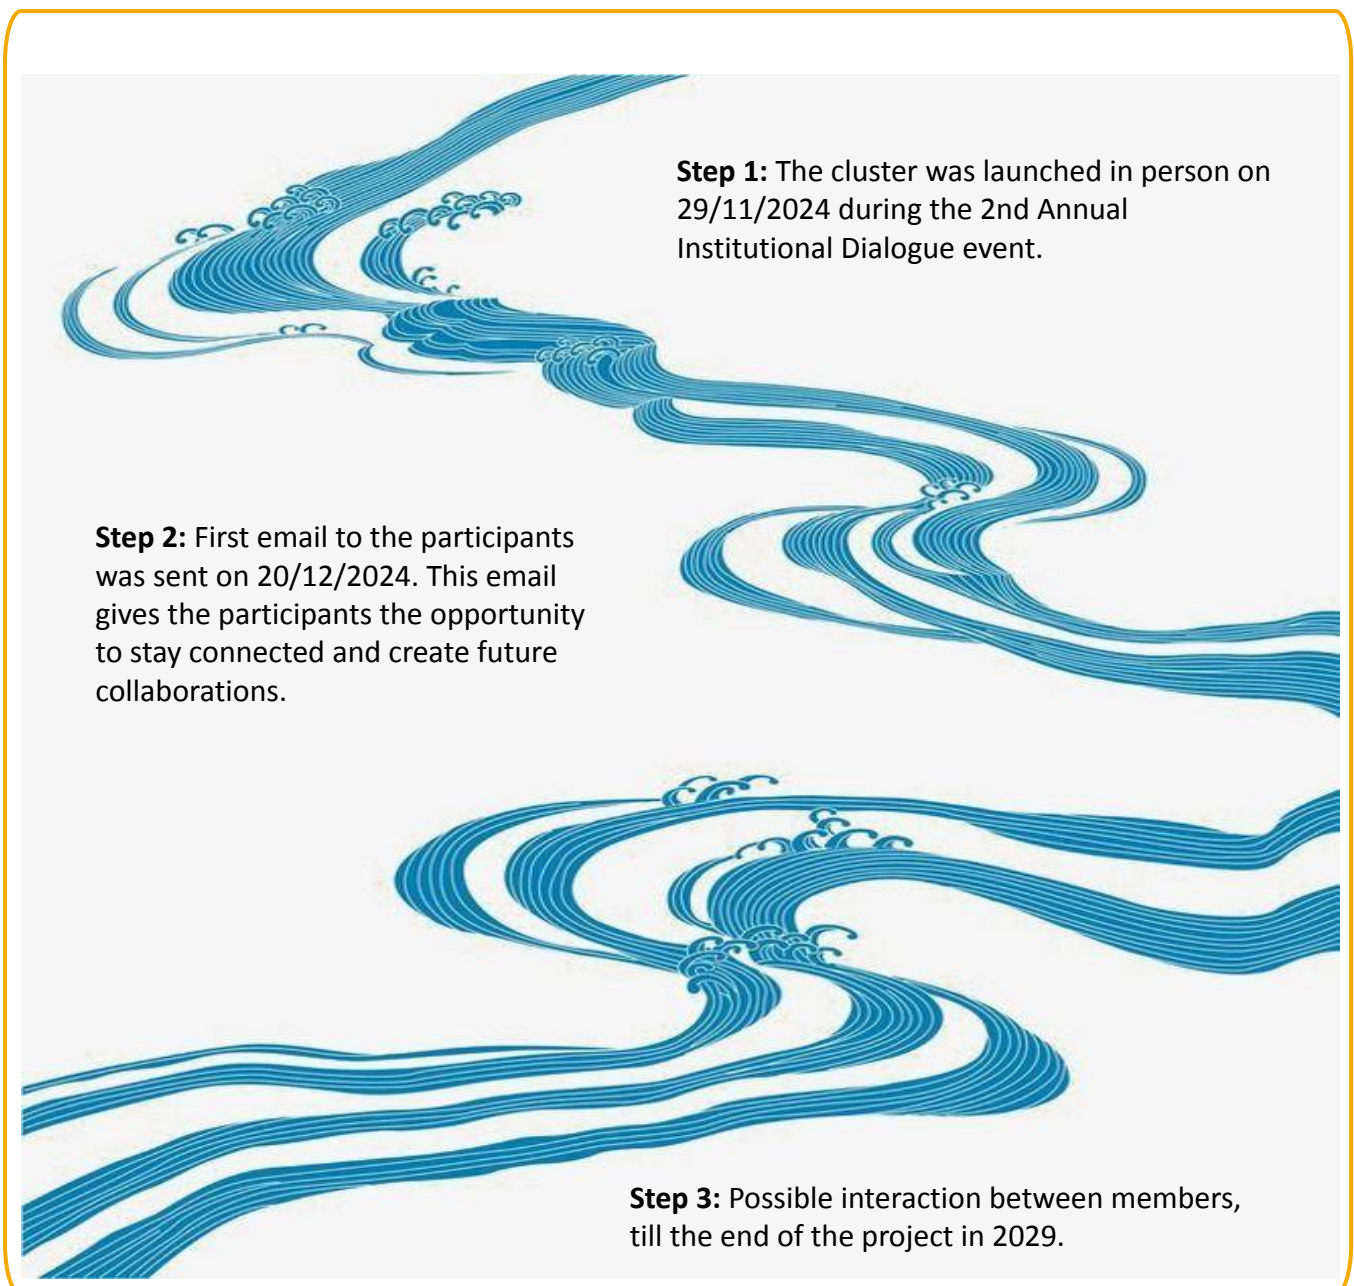 Step 1: The cluster was launched in person on
29/11/2024 during the 2nd Annual
Institutional Dialogue event.
Step 2: First email to the participants
was sent on 20/12/2024. This email
gives the participants the opportunity
to stay connected and create future
collaborations.
Step 3: Possible interaction between members,
till the end of the project in 2029.